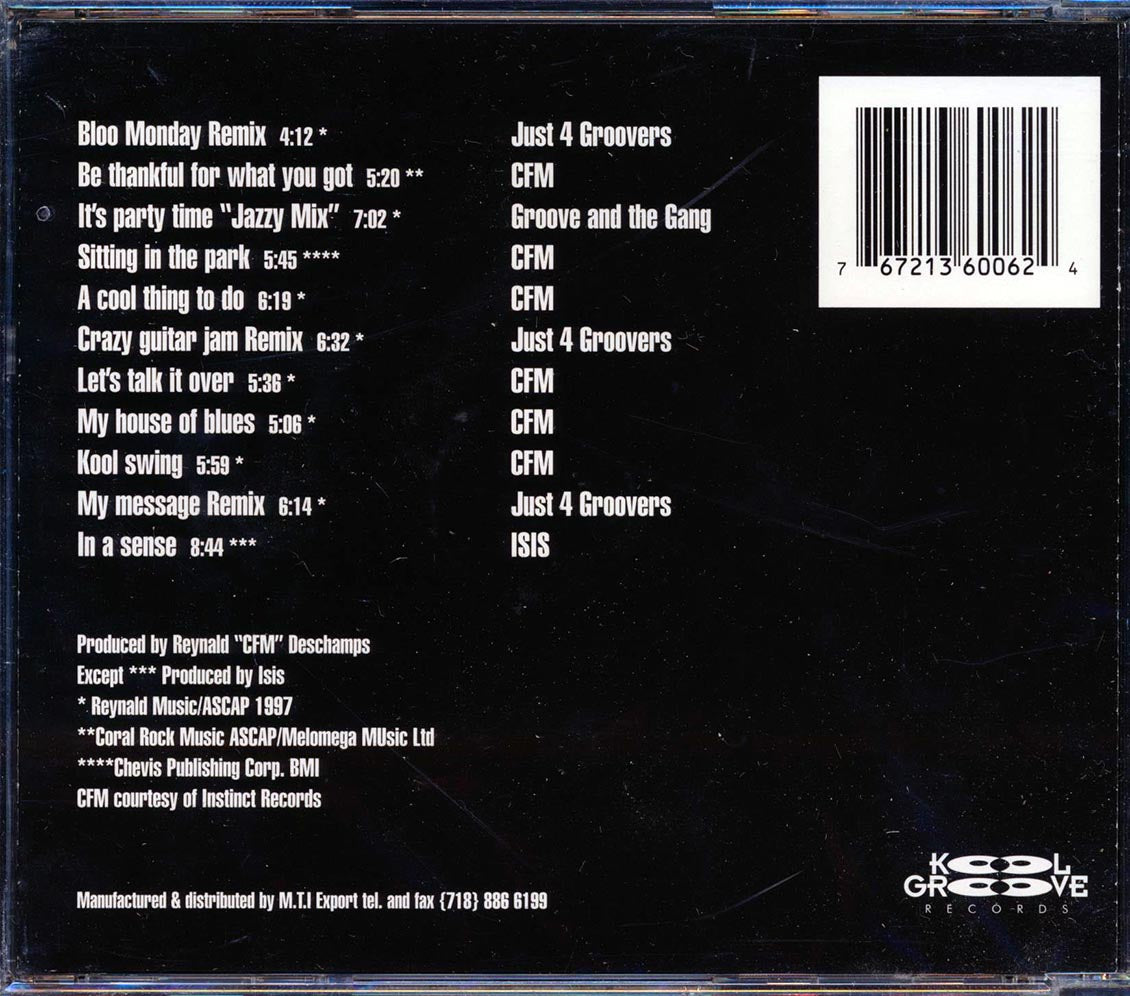 Bloo Monday Remix 4:12 * Just 4 Groovers
Be thankful for what you got 5:20 ** CFM
It's party time "Jazzy Mix" 7:02 * Groove and the Gang
Sitting in the park 5:45 **** CFM
A cool thing to do 6:19 * CFM
Crazy guitar jam Remix 6:32 * Just 4 Groovers
Let's talk it over 5:36 * CFM
My house of blues 5:06 * CFM
Kool swing 5:59 * CFM
My message Remix 6:14 * Just 4 Groovers
In a sense 8:44 *** ISIS
7 67213 60062 4
Produced by Reynald "CFM" Deschamps
Except *** Produced by Isis
* Reynald Music/ASCAP 1997
**Coral Rock Music ASCAP/Melomega MUsic Ltd
****Chevis Publishing Corp. BMI
CFM courtesy of Instinct Records
Manufactured & distributed by M.T.I Export tel. and fax {718} 886 6199
KOOL
GROOVE
RECORDS